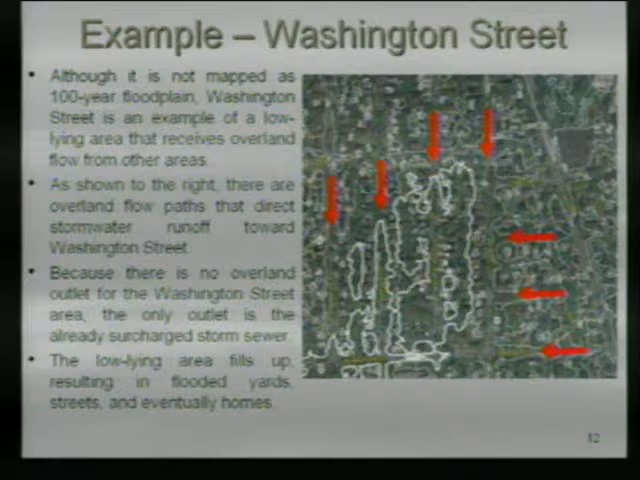 Example – Washington Street
• Although it is not mapped as
100-year floodplain, Washington
Street is an example of a low-
lying area that receives overland
flow from other areas.
• As shown to the right, there are
overland flow paths that direct
stormwater runoff toward
Washington Street.
• Because there is no overland
outlet for the Washington Street
area, the only outlet is the
already surcharged storm sewer.
• The low-lying area fills up,
resulting in flooded yards,
streets, and eventually homes.
12